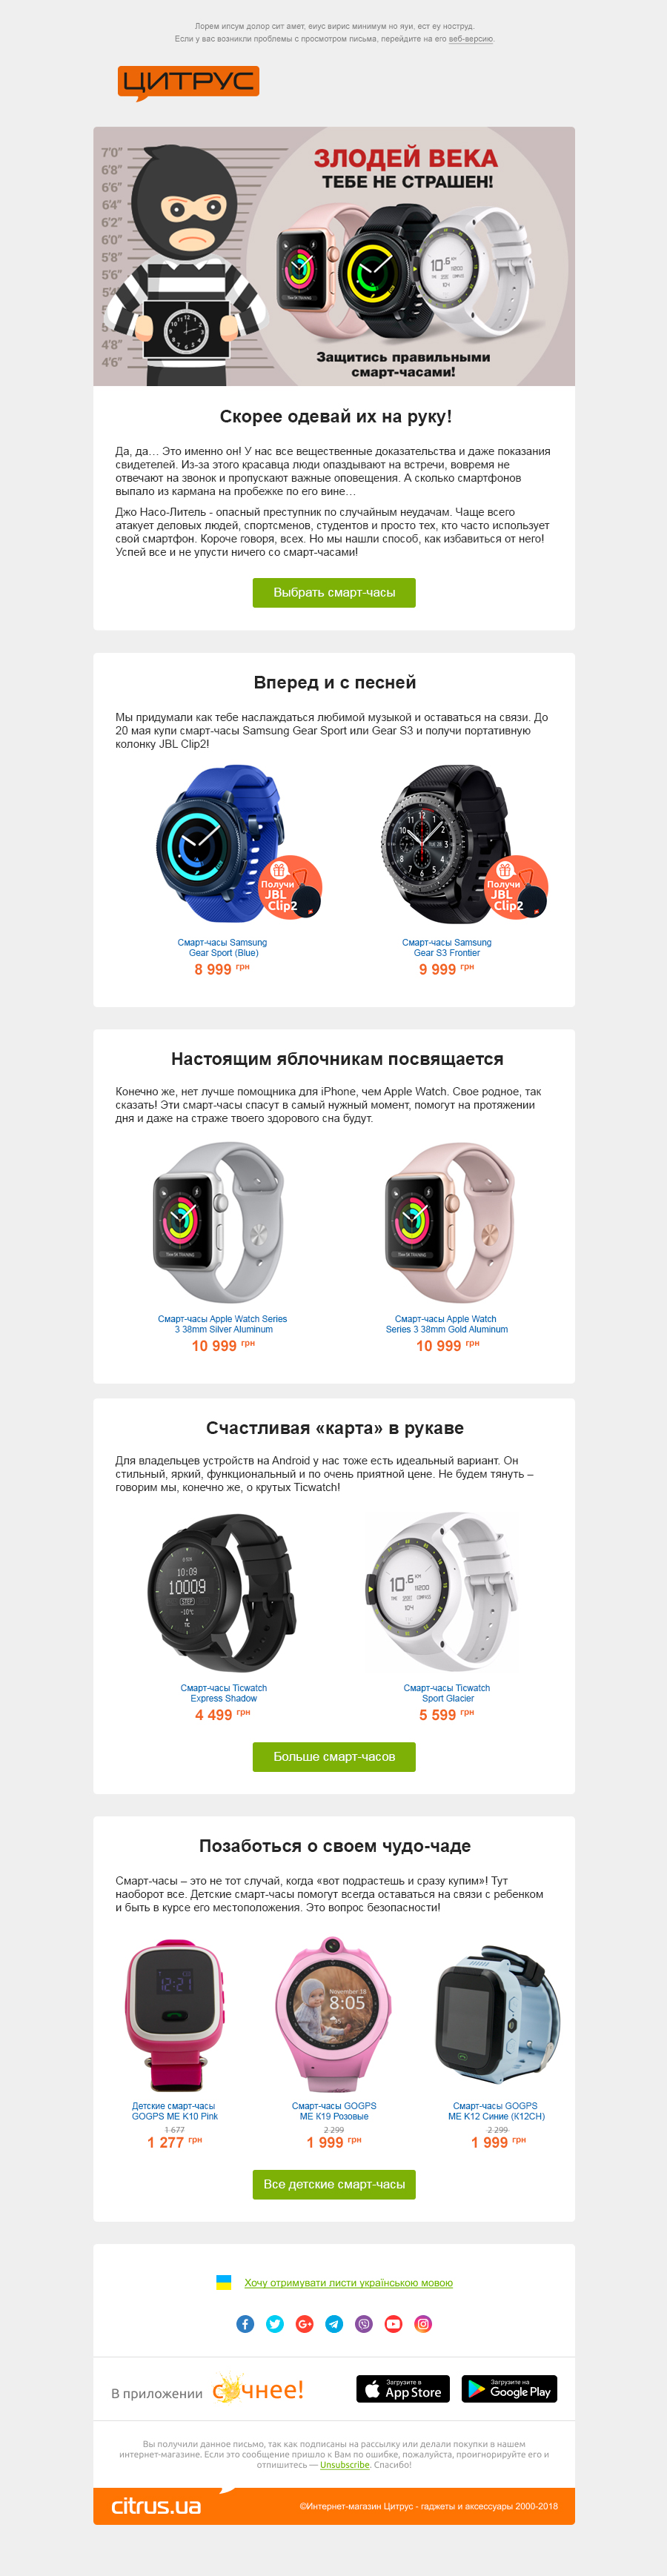 Лорем ипсум долор сит амет, еиус вирис минимум но яуи, ест еу ноструд.
Если у вас возникли проблемы с просмотром письма, перейдите на его веб-версию.
ЦИТРУС
7'0"
6'8"
6'6"
6'4"
6'2"
6'0"
5'8"
5'6"
4'8"
4'6"
ЗЛОДЕЙ ВЕКА
ТЕБЕ НЕ СТРАШЕН!
Защитись правильными
смарт-часами!
Скорее одевай их на руку!
Да, да… Это именно он! У нас все вещественные доказательства и даже показания
свидетелей. Из-за этого красавца люди опаздывают на встречи, вовремя не
отвечают на звонок и пропускают важные оповещения. А сколько смартфонов
выпало из кармана на пробежке по его вине…
Джо Насо-Литель - опасный преступник по случайным неудачам. Чаще всего
атакует деловых людей, спортсменов, студентов и просто тех, кто часто использует
свой смартфон. Короче говоря, всех. Но мы нашли способ, как избавиться от него!
Успей все и не упусти ничего со смарт-часами!
Выбрать смарт-часы
Вперед и с песней
Мы придумали как тебе наслаждаться любимой музыкой и оставаться на связи. До
20 мая купи смарт-часы Samsung Gear Sport или Gear S3 и получи портативную
колонку JBL Clip2!
Получи
JBL
Clip2
Получи
JBL
Clip2
Смарт-часы Samsung
Gear Sport (Blue)
8 999 грн
Смарт-часы Samsung
Gear S3 Frontier
9 999 грн
Настоящим яблочникам посвящается
Конечно же, нет лучше помощника для iPhone, чем Apple Watch. Свое родное, так
сказать! Эти смарт-часы спасут в самый нужный момент, помогут на протяжении
дня и даже на страже твоего здорового сна будут.
Смарт-часы Apple Watch Series
3 38mm Silver Aluminum
10 999 грн
Смарт-часы Apple Watch
Series 3 38mm Gold Aluminum
10 999 грн
Счастливая «карта» в рукаве
Для владельцев устройств на Android у нас тоже есть идеальный вариант. Он
стильный, яркий, функциональный и по очень приятной цене. Не будем тянуть –
говорим мы, конечно же, о крутых Ticwatch!
10:09
10009
STEP
-10°C
10.6 KM
11200
104
Смарт-часы Ticwatch
Express Shadow
4 499 грн
Смарт-часы Ticwatch
Sport Glacier
5 599 грн
Больше смарт-часов
Позаботься о своем чудо-чаде
Смарт-часы – это не тот случай, когда «вот подрастешь и сразу купим»! Тут
наоборот все. Детские смарт-часы помогут всегда оставаться на связи с ребенком
и быть в курсе его местоположения. Это вопрос безопасности!
12:21
November 18
8:05
Детские смарт-часы
GOGPS ME K10 Pink
1 677
1 277 грн
Смарт-часы GOGPS
ME K19 Розовые
2 299
1 999 грн
Смарт-часы GOGPS
ME K12 Синие (K12CH)
2 299
1 999 грн
Все детские смарт-часы
Хочу отримувати листи українською мовою
В приложении сочнее!
Загрузите в
App Store
Загрузите на
Google Play
Вы получили данное письмо, так как подписаны на рассылку или делали покупки в нашем
интернет-магазине. Если это сообщение пришло к Вам по ошибке, пожалуйста, проигнорируйте его и
отпишитесь — Unsubscribe. Спасибо!
citrus.ua
©Интернет-магазин Цитрус - гаджеты и аксессуары 2000-2018